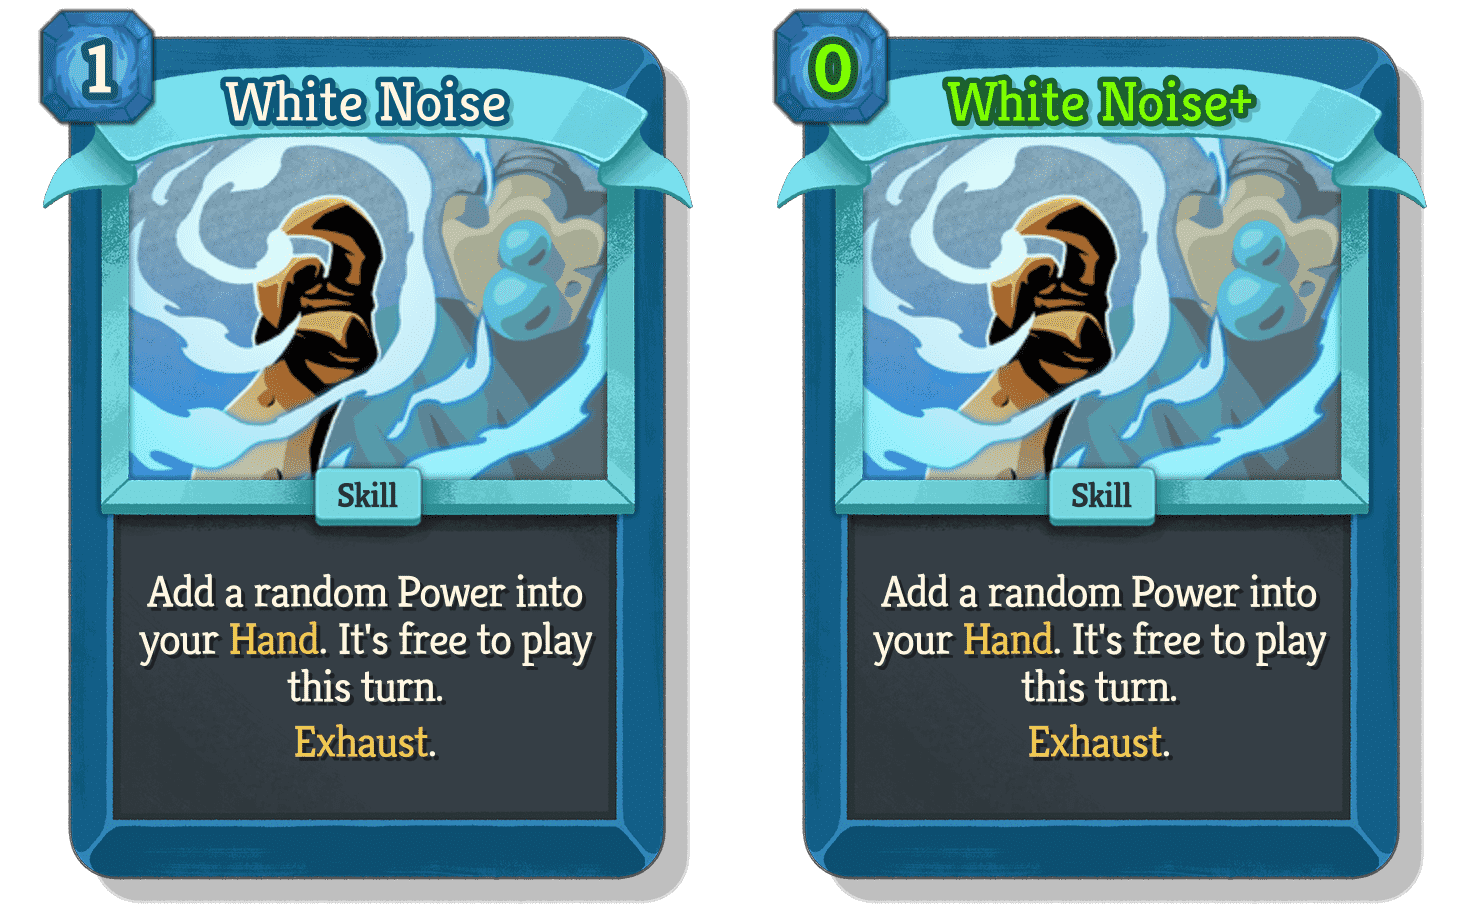 1
White Noise
Skill
Add a random Power into
your Hand. It's free to play
this turn.
Exhaust.
0
White Noise+
Skill
Add a random Power into
your Hand. It's free to play
this turn.
Exhaust.